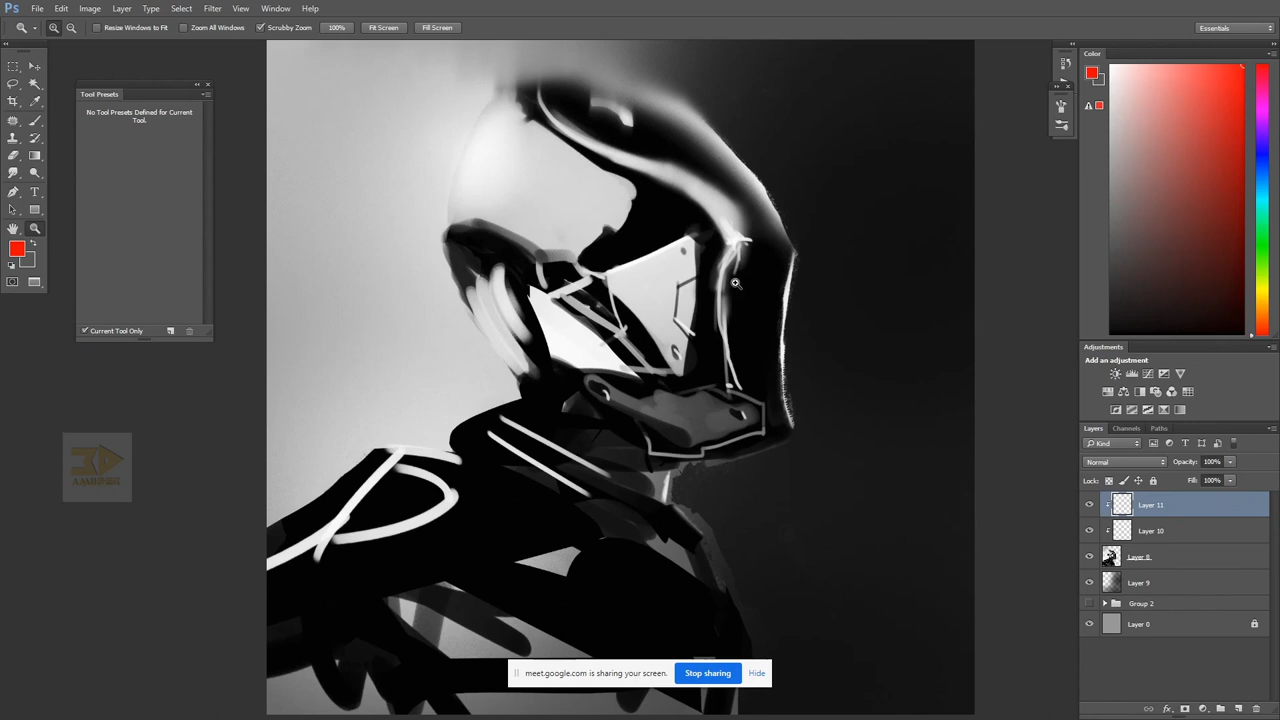 Ps File Edit Image Layer Type Select Filter View Window Help
Resize Windows to Fit Zoom All Windows Scrubby Zoom 100% Fit Screen Fill Screen Essentials
Tool Presets
No Tool Presets Defined for Current
Tool.
Current Tool Only
Color
Adjustments
Add an adjustment
Layers Channels Paths
Kind
Normal Opacity: 100%
Lock: Fill: 100%
Layer 11
Layer 10
Layer 8
Layer 9
Group 2
Layer 0
meet.google.com is sharing your screen. Stop sharing Hide